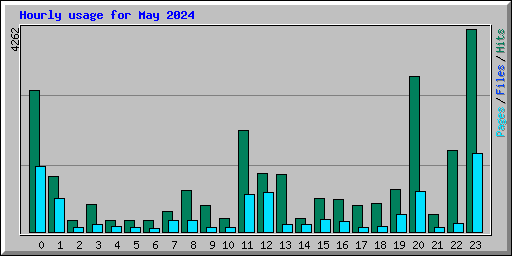 Hourly usage for May 2024
4262
Pages/Files/Hits
0 1 2 3 4 5 6 7 8 9 10 11 12 13 14 15 16 17 18 19 20 21 22 23